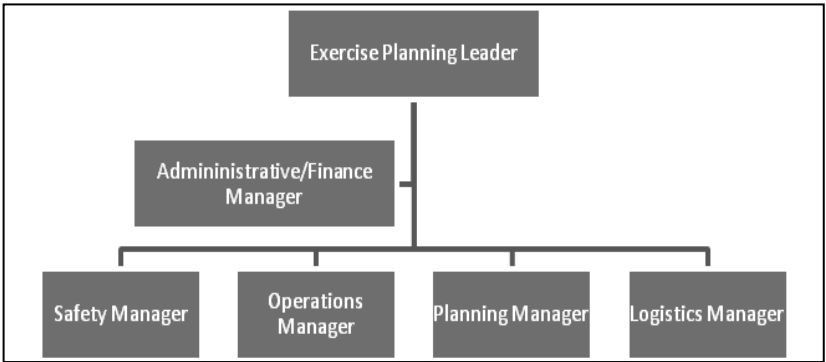 Exercise Planning Leader
Admininistrative/Finance
Manager
Safety Manager
Operations
Manager
Planning Manager
Logistics Manager